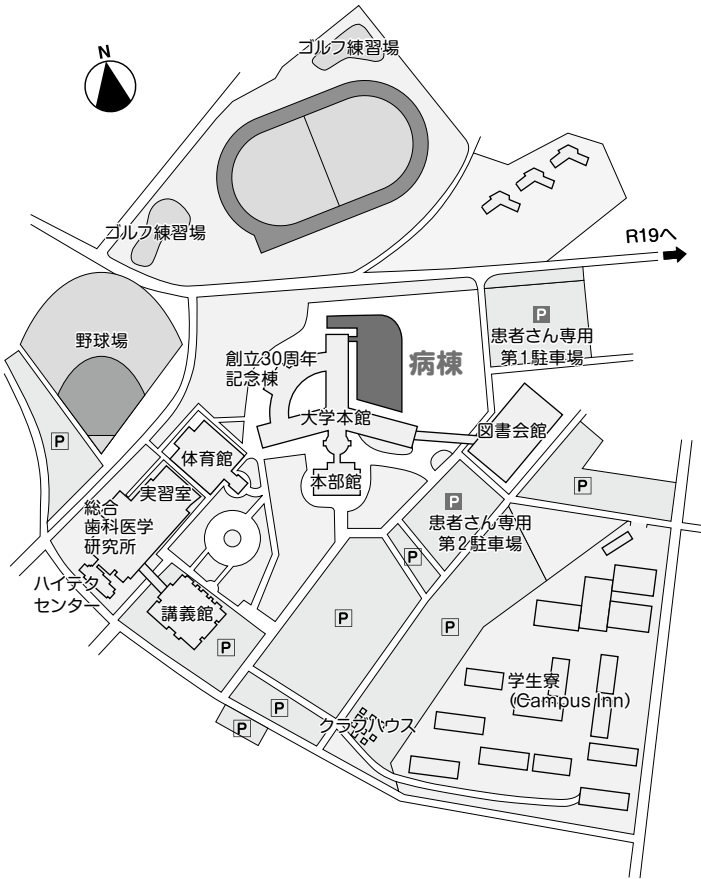 ゴルフ練習場
N
ゴルフ練習場
R19へ
P
患者さん専用
第1駐車場
野球場
創立30周年
記念棟
病棟
大学本館
図書会館
P
体育館
本部館
実習室
P
総合
歯科医学
研究所
P
患者さん専用
第2駐車場
P
ハイテク
センター
講義館
P
P
P
P
学生寮
(Campus Inn)
P
クラブハウス
P